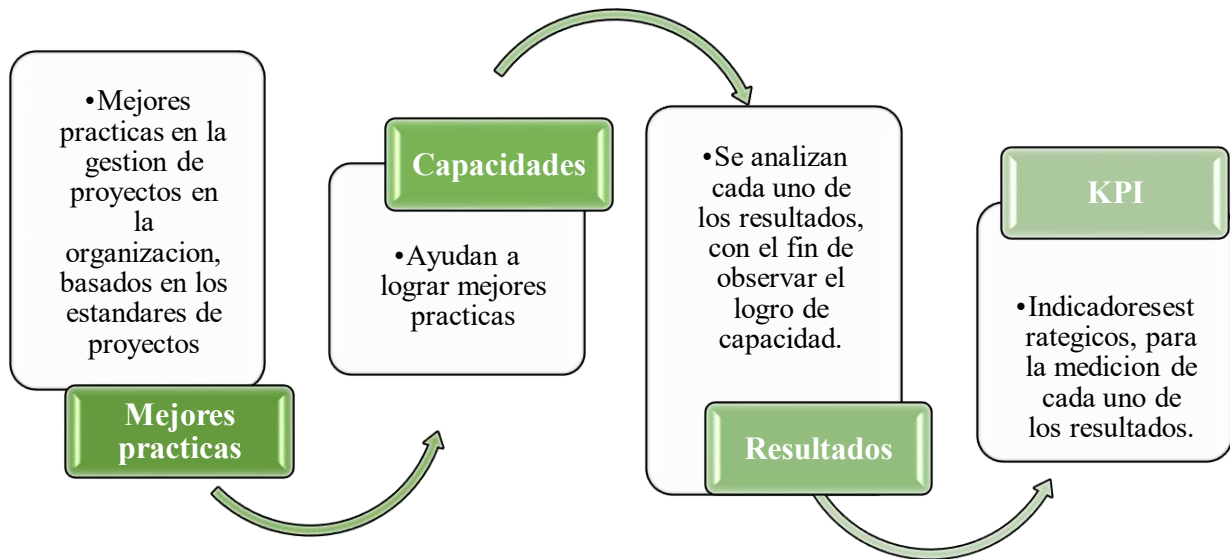 •Mejores
practicas en la
gestion de
proyectos en
la
organizacion,
basados en los
estandares de
proyectos
Mejores
practicas
Capacidades
•Ayudan a
lograr mejores
practicas
•Se analizan
cada uno de
los resultados,
con el fin de
observar el
logro de
capacidad.
Resultados
KPI
•Indicadoresest
rategicos, para
la medicion de
cada uno de
los resultados.